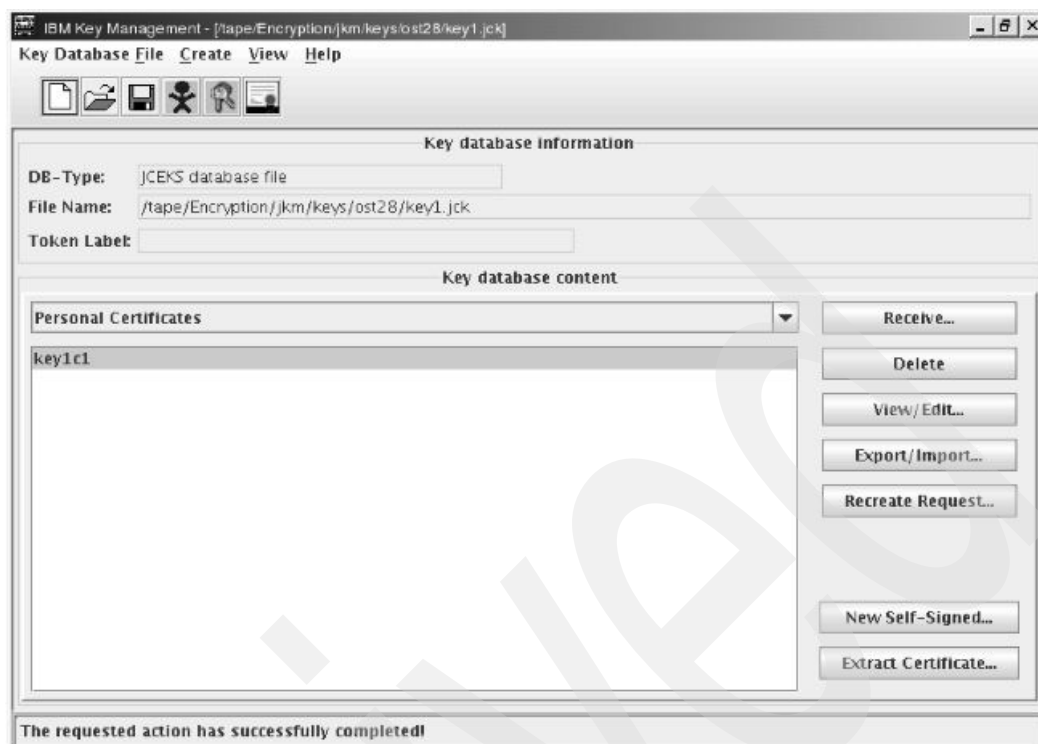 IBM Key Management - [/tape/Encryption/jkm/keys/ost28/key1.jck]
Key Database File Create View Help
Key database information
DB-Type: JCEKS database file
File Name: /tape/Encryption/jkm/keys/ost28/key1.jck
Token Label:
Key database content
Personal Certificates
Receive...
key1c1
Delete
View/Edit...
Export/Import...
Recreate Request...
New Self-Signed...
Extract Certificate...
The requested action has successfully completed!